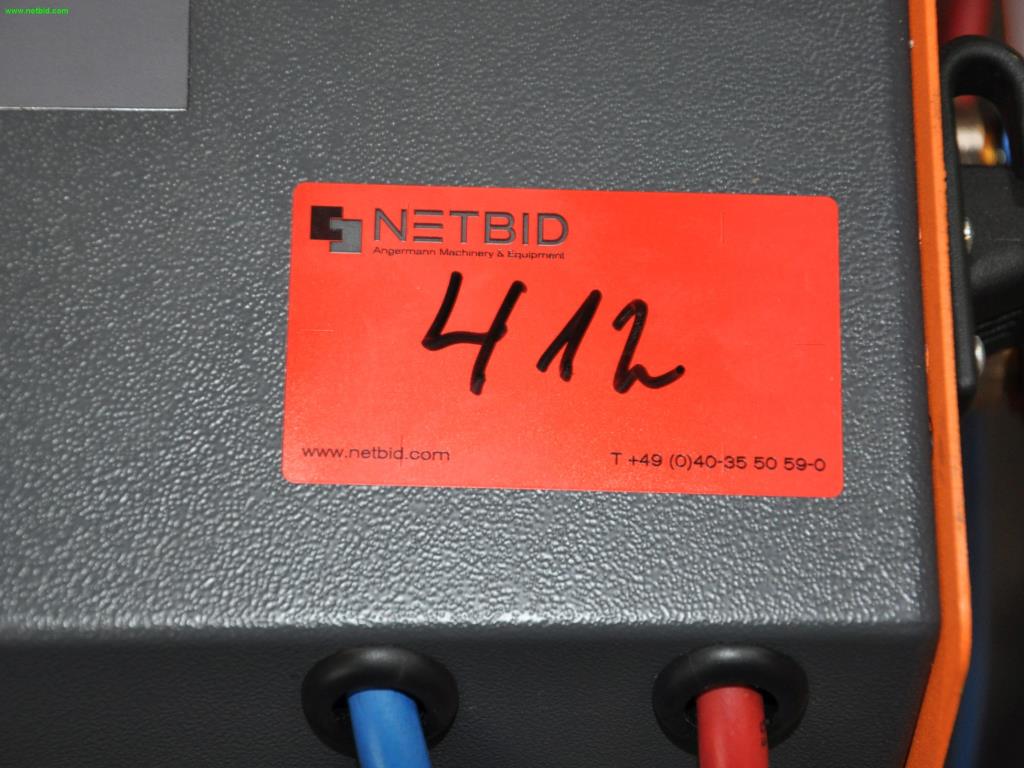 www.netbid.com
NETBID
Angermann Machinery & Equipment
412
www.netbid.com
T +49 (0)40-35 50 59-0